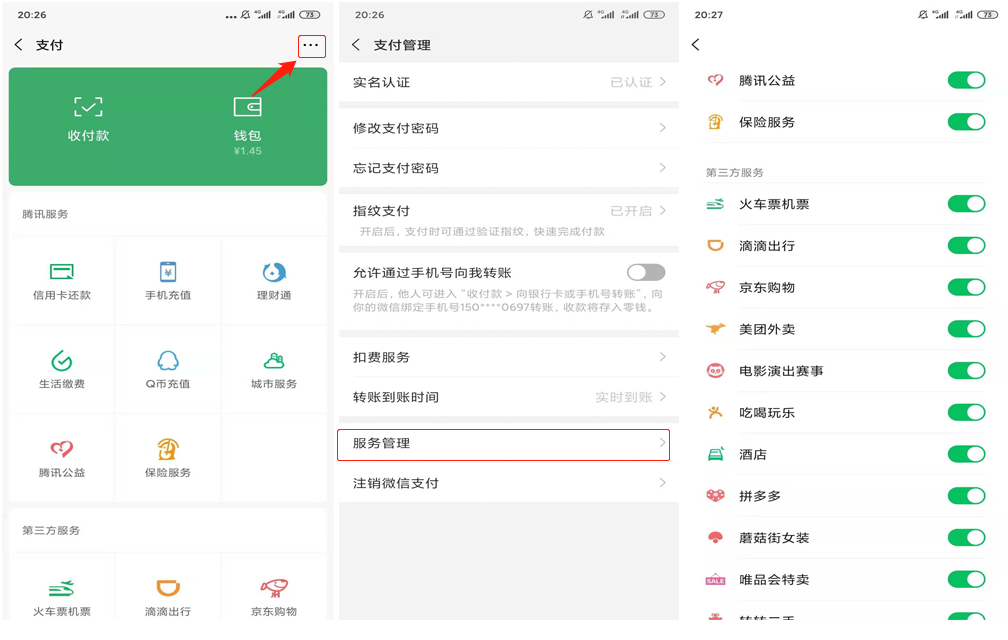 20:26
4G 4G 73
支付
收付款
钱包
¥1.45
腾讯服务
信用卡还款
手机充值
理财通
生活缴费
Q币充值
城市服务
腾讯公益
保险服务
第三方服务
火车票机票
滴滴出行
京东购物
20:26
4G 4G 73
支付管理
实名认证 已认证
修改支付密码
忘记支付密码
指纹支付 已开启
开启后，支付时可通过验证指纹，快速完成付款
允许通过手机号向我转账
开启后，他人可进入“收付款 > 向银行卡或手机号转账”，向
你的微信绑定手机号150****0697转账，收款将存入零钱。
扣费服务
转账到账时间 实时到账
服务管理
注销微信支付
20:27
4G 4G 73
腾讯公益
保险服务
第三方服务
火车票机票
滴滴出行
京东购物
美团外卖
电影演出赛事
吃喝玩乐
酒店
拼多多
蘑菇街女装
SALE 唯品会特卖
转转二手